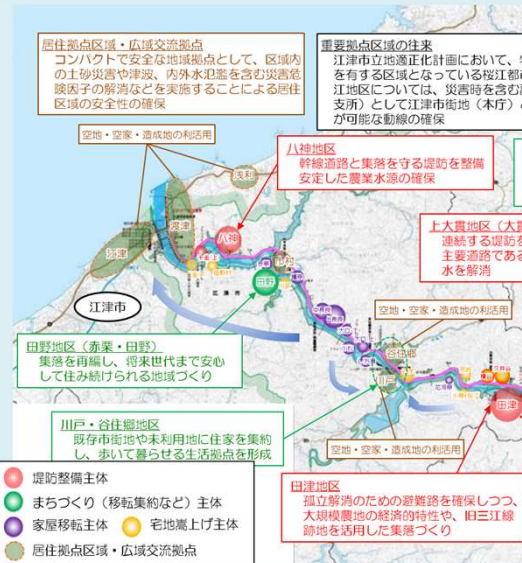 居住拠点区域・広域交流拠点
コンパクトで安全な地域拠点として、区域内
の土砂災害や津波、内外水氾濫を含む災害危
険因子の解消などを実施することによる居住
区域の安全性の確保
重要拠点区域の往来
江津市立地適正化計画において、
を有する区域となっている桜江都市
江地区については、災害時を含む
支所）として江津市街地（本庁）
が可能な動線の確保
空地・空家・造成地の利活用
八神地区
幹線道路と集落を守る堤防を整備
安定した農業水源の確保
浅利
渡津
江津
八神
田野
江津市
上大貫地区（大貫
連続する堤防を
主要道路である
水を解消
空地・空家・造成地の利活用
田野地区（赤栗・田野）
集落を再編し、将来世代まで安心
して住み続けられる地域づくり
谷住郷
川戸
田津
川戸・谷住郷地区
既存市街地や未利用地に住家を集約
し、歩いて暮らせる生活拠点を形成
空地・空家・造成地の利活用
田津地区
孤立解消のための避難路を確保しつつ、
大規模農地の経済的特性や、旧三江線
跡地を活用した集落づくり
堤防整備主体
まちづくり（移転集約など）主体
家屋移転主体
宅地嵩上げ主体
居住拠点区域・広域交流拠点